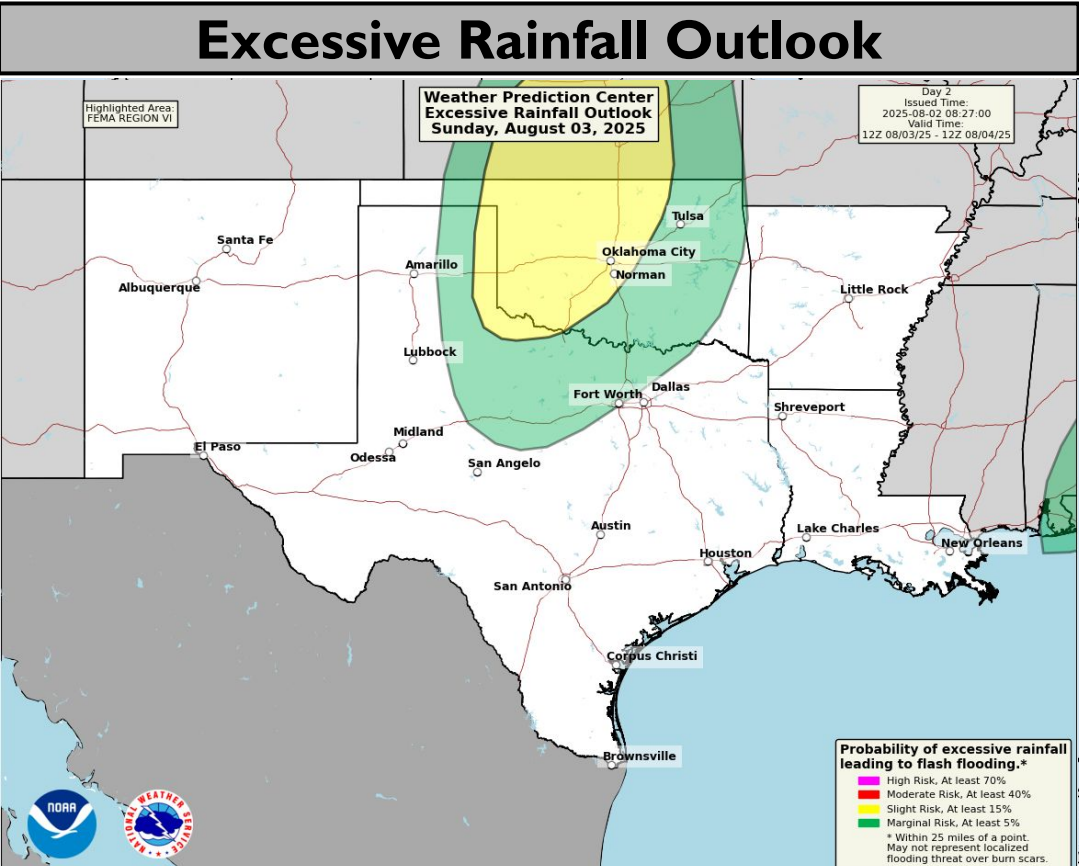 Excessive Rainfall Outlook
Highlighted Area:
FEMA REGION VI
Weather Prediction Center
Excessive Rainfall Outlook
Sunday, August 03, 2025
Day 2
Issued Time:
2025-08-02 08:27:00
Valid Time:
12Z 08/03/25 - 12Z 08/04/25
Tulsa
Santa Fe
Oklahoma City
Amarillo
Norman
Albuquerque
Little Rock
Lubbock
Dallas
Fort Worth
Shreveport
Midland
El Paso
Odessa
San Angelo
Austin
Lake Charles
New Orleans
Houston
San Antonio
Corpus Christi
Brownsville
Probability of excessive rainfall
leading to flash flooding.*
High Risk, At least 70%
Moderate Risk, At least 40%
Slight Risk, At least 15%
Marginal Risk, At least 5%
* Within 25 miles of a point.
May not represent localized
flooding threat over burn scars.
NOAA
NATIONAL WEATHER SERVICE